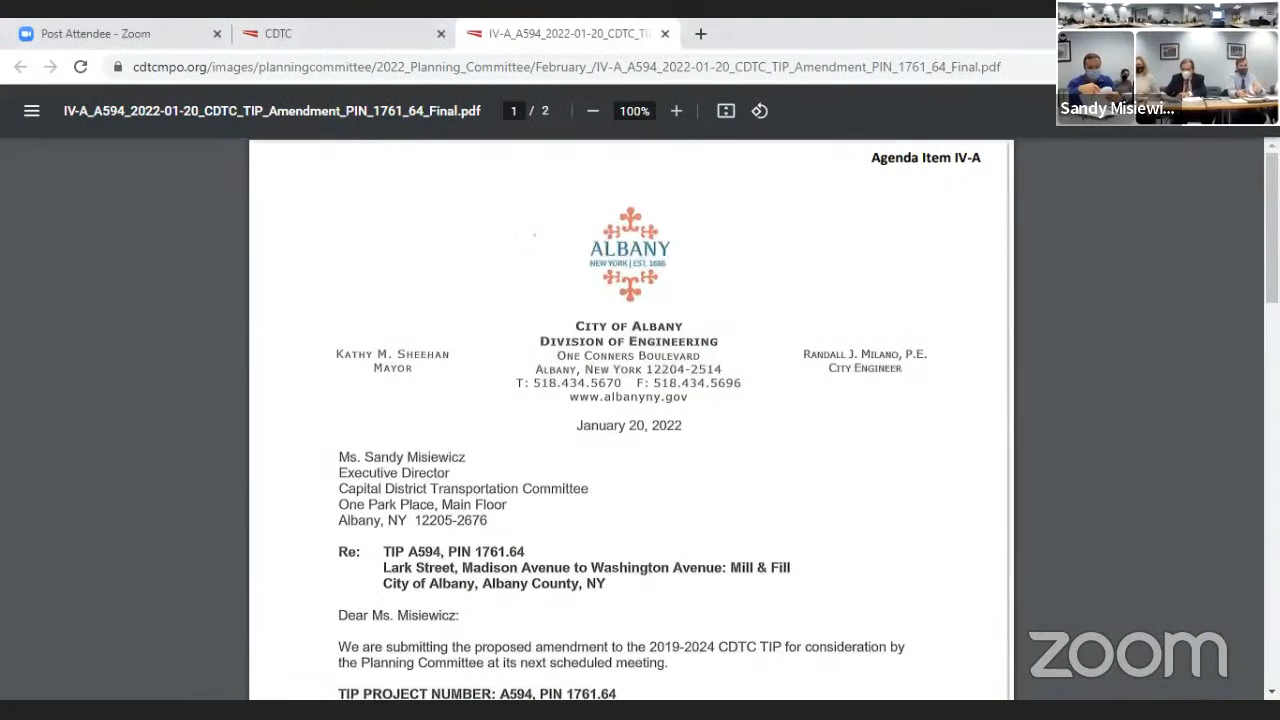 Post Attendee - Zoom
CDTC
IV-A_A594_2022-01-20_CDTC_TI
cdtcmpo.org/images/planningcommittee/2022_Planning_Committee/February_/IV-A_A594_2022-01-20_CDTC_TIP_Amendment_PIN_1761_64_Final.pdf
Sandy Misiewi...
IV-A_A594_2022-01-20_CDTC_TIP_Amendment_PIN_1761_64_Final.pdf
1 / 2
100%
Agenda Item IV-A
ALBANY
NEW YORK | EST. 1686
CITY OF ALBANY
DIVISION OF ENGINEERING
ONE CONNERS BOULEVARD
ALBANY, NEW YORK 12204-2514
T: 518.434.5670 F: 518.434.5696
www.albanyny.gov
KATHY M. SHEEHAN
MAYOR
RANDALL J. MILANO, P.E.
CITY ENGINEER
January 20, 2022
Ms. Sandy Misiewicz
Executive Director
Capital District Transportation Committee
One Park Place, Main Floor
Albany, NY 12205-2676
Re: TIP A594, PIN 1761.64
Lark Street, Madison Avenue to Washington Avenue: Mill & Fill
City of Albany, Albany County, NY
Dear Ms. Misiewicz:
We are submitting the proposed amendment to the 2019-2024 CDTC TIP for consideration by
the Planning Committee at its next scheduled meeting.
TIP PROJECT NUMBER: A594, PIN 1761.64
zoom